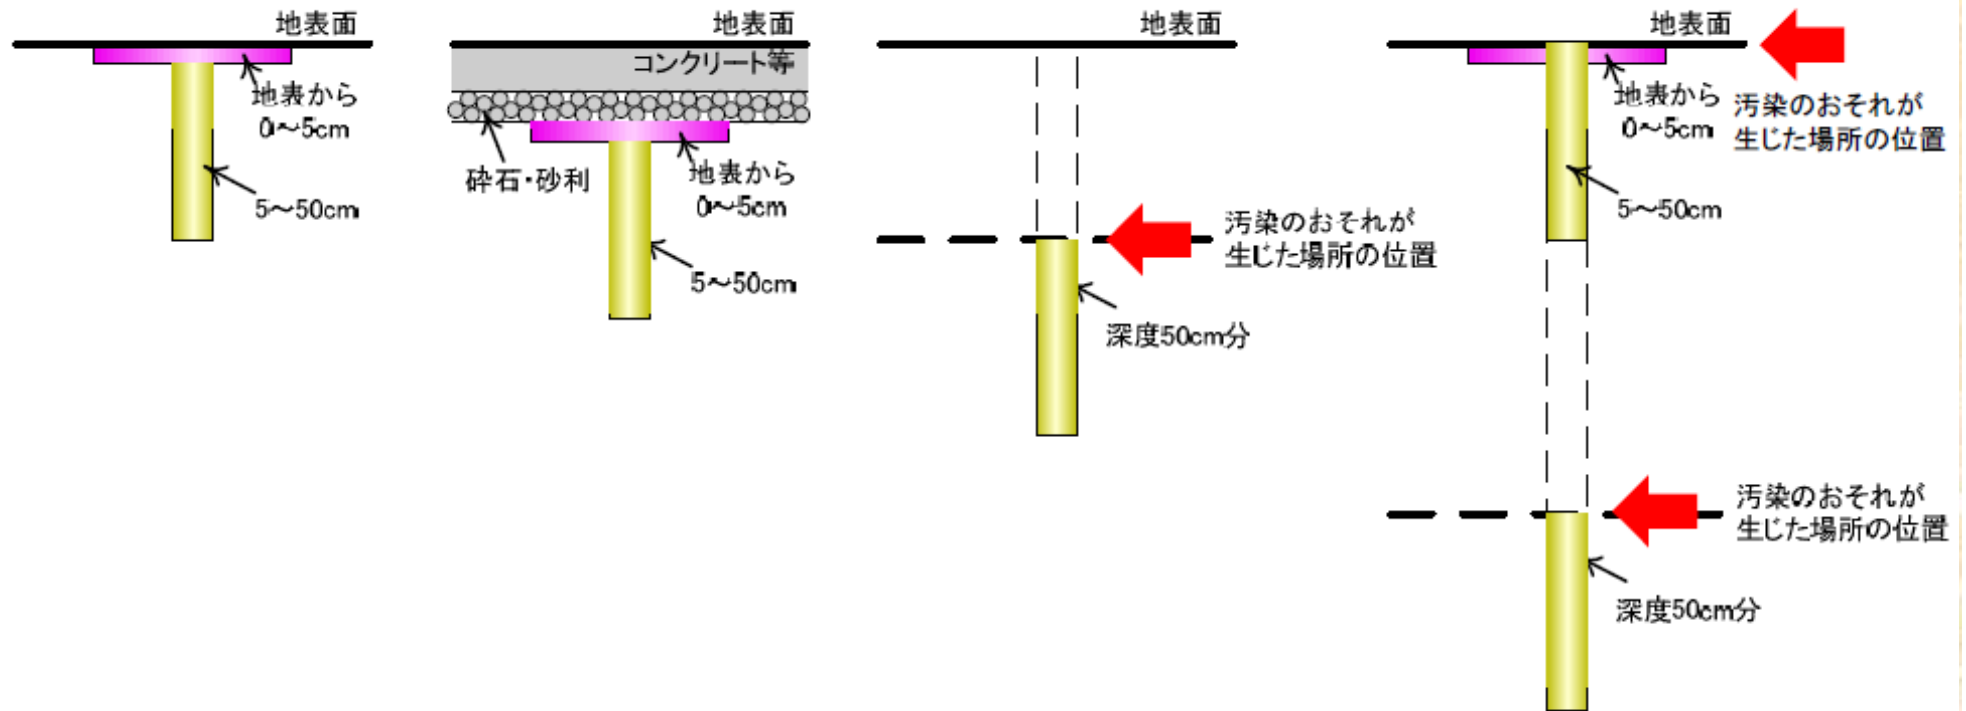 地表面
地表から
0～5cm
5～50cm
地表面
コンクリート等
砕石・砂利
地表から
0～5cm
5～50cm
地表面
汚染のおそれが
生じた場所の位置
深度50cm分
地表面
地表から
0～5cm
汚染のおそれが
生じた場所の位置
5～50cm
汚染のおそれが
生じた場所の位置
深度50cm分